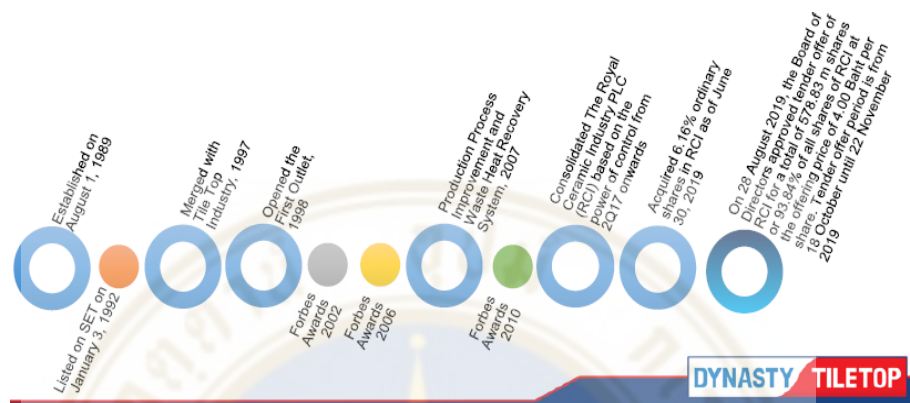 Established on
August 1, 1989
Listed on SET on
January 3, 1992
Merged with
Tile Top
Industry, 1997
Opened the
First Outlet,
1998
Forbes
Awards
2002
Forbes
Awards
2006
Production Process
Improvement and
Waste Heat Recovery
System, 2007
Forbes
Awards
2010
Consolidated The Royal
Ceramic Industry PLC
(RCI) based on the
power of control from
2Q17 onwards
Acquired 6.16% ordinary
shares in RCI as of June
30, 2019
On 28 August 2019, the Board of
Directors approved tender offer of
RCI for a total of 578.83 m shares
or 93.84% of all shares of RCI at
the offering price of 4.00 Baht per
share. Tender offer period is from
18 October until 22 November
2019
DYNASTY TILETOP